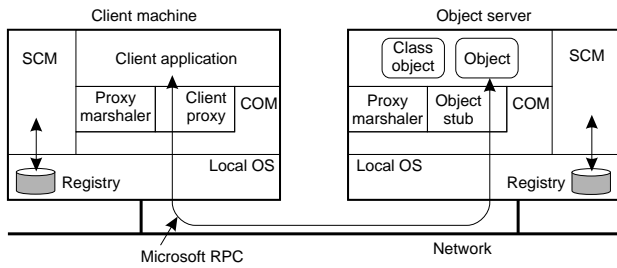 Client machine
Object server
SCM
Client application
Class
object
Object
SCM
Proxy
marshaler
Client
proxy
COM
Proxy
marshaler
Object
stub
COM
Local OS
Local OS
Registry
Registry
Microsoft RPC
Network